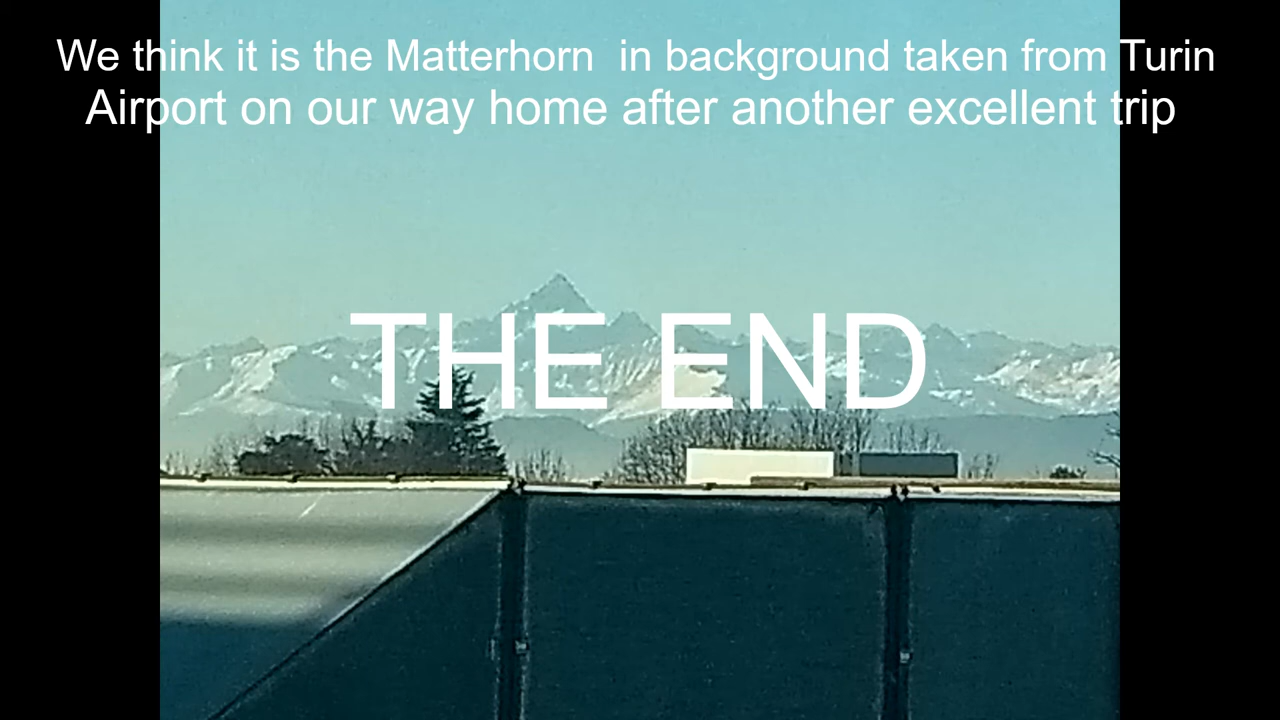 We think it is the Matterhorn  in background taken from Turin
Airport on our way home after another excellent trip
THE END